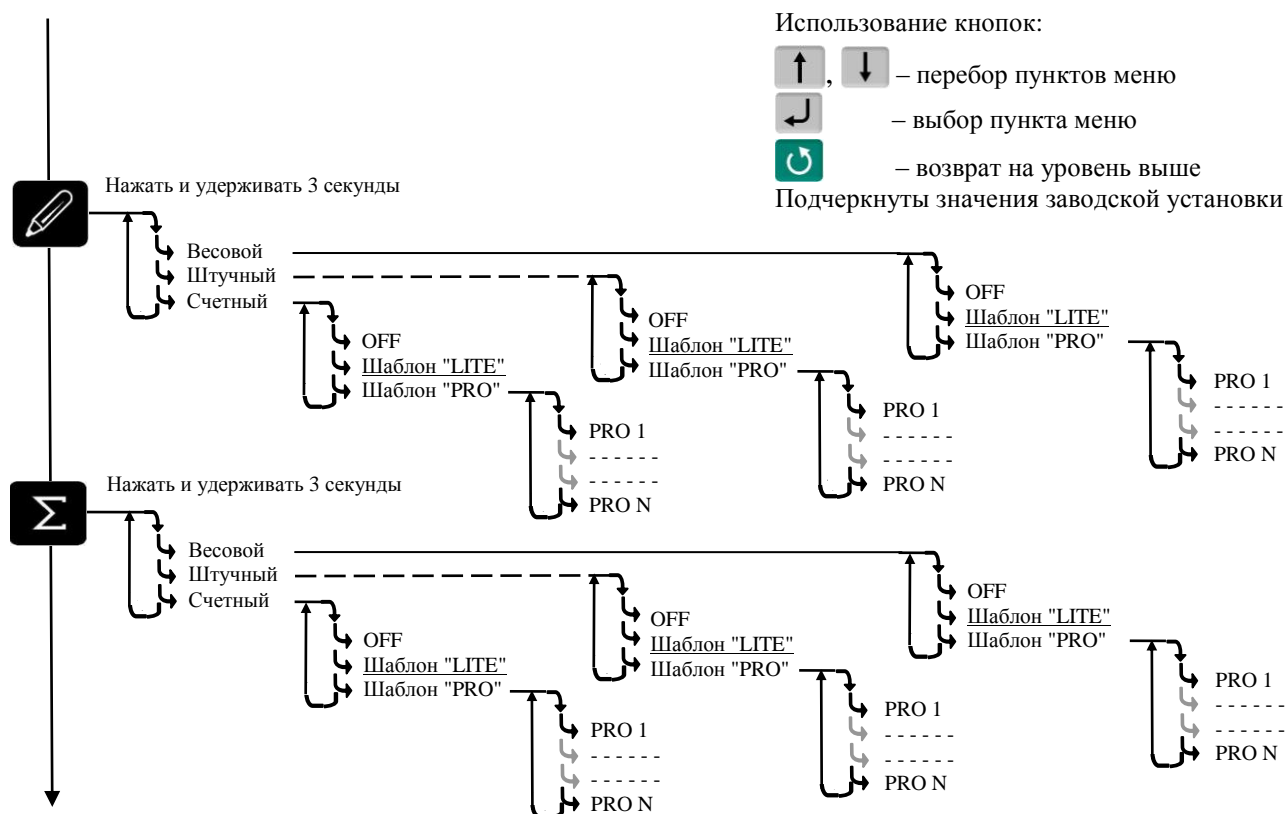 Использование кнопок:
, – перебор пунктов меню
– выбор пункта меню
– возврат на уровень выше
Подчеркнуты значения заводской установки
Нажать и удерживать 3 секунды
Весовой
Штучный
Счетный
OFF
Шаблон "LITE"
Шаблон "PRO"
PRO 1
- - - - - -
- - - - - -
PRO N
OFF
Шаблон "LITE"
Шаблон "PRO"
PRO 1
- - - - - -
- - - - - -
PRO N
OFF
Шаблон "LITE"
Шаблон "PRO"
PRO 1
- - - - - -
- - - - - -
PRO N
Нажать и удерживать 3 секунды
Σ
Весовой
Штучный
Счетный
OFF
Шаблон "LITE"
Шаблон "PRO"
PRO 1
- - - - - -
- - - - - -
PRO N
OFF
Шаблон "LITE"
Шаблон "PRO"
PRO 1
- - - - - -
- - - - - -
PRO N
OFF
Шаблон "LITE"
Шаблон "PRO"
PRO 1
- - - - - -
- - - - - -
PRO N